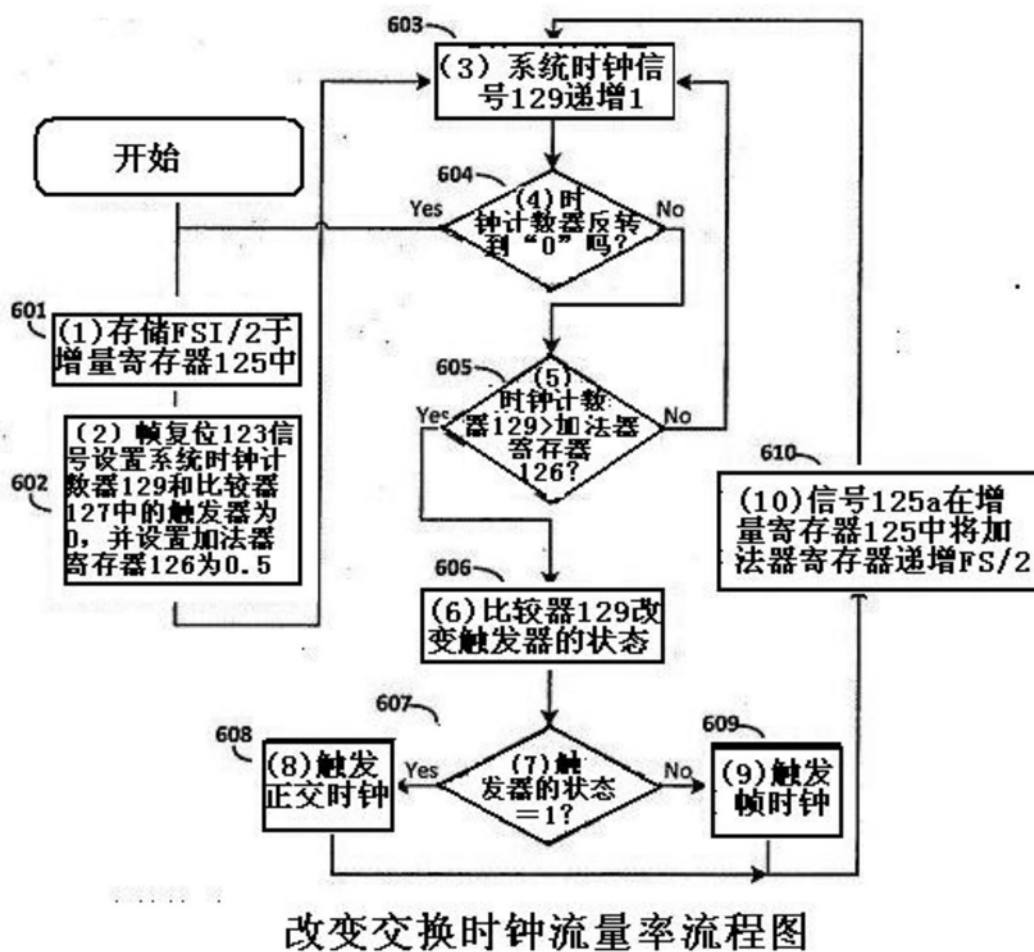 603
(3) 系统时钟信
号129递增1
开始
604
(4)时
钟计数器反转
到“0”吗?
Yes
No
601
(1)存储FSI/2于
增量寄存器125中
602
(2) 帧复位123信
号设置系统时钟计
数器129和比较器
127中的触发器为
0，并设置加法器
寄存器126为0.5
605
(5)
时钟计数
器129>加法器
寄存器
126?
Yes
No
610
(10)信号125a在增
量寄存器125中将加
法器寄存器递增FS/2
606
(6)比较器129改
变触发器的状态
607
(7)触
发器的状态
=1?
Yes
No
608
(8)触发
正交时钟
609
(9)触发
帧时钟
改变交换时钟流量率流程图